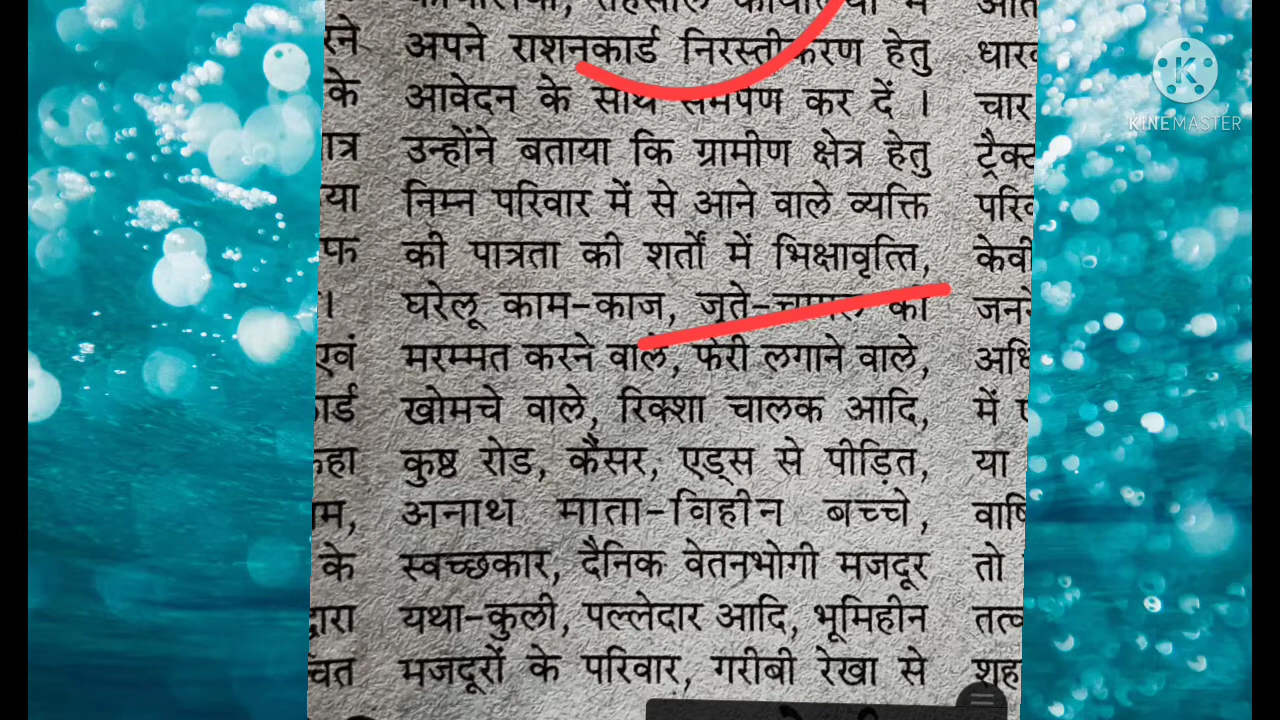 अपने राशनकार्ड निरस्तीकरण हेतु
आवेदन के साथ समर्पण कर दें ।
उन्होंने बताया कि ग्रामीण क्षेत्र हेतु
निम्न परिवार में से आने वाले व्यक्ति
की पात्रता की शर्तों में भिक्षावृत्ति,
घरेलू काम-काज, जूते-चप्पल की
मरम्मत करने वाले, फेरी लगाने वाले,
खोमचे वाले, रिक्शा चालक आदि,
कुष्ठ रोड, कैंसर, एड्स से पीड़ित,
अनाथ माता-विहीन बच्चे,
स्वच्छकार, दैनिक वेतनभोगी मजदूर
यथा-कुली, पल्लेदार आदि, भूमिहीन
मजदूरों के परिवार, गरीबी रेखा से
के
के
चार
में
या
तो
KINEMASTER